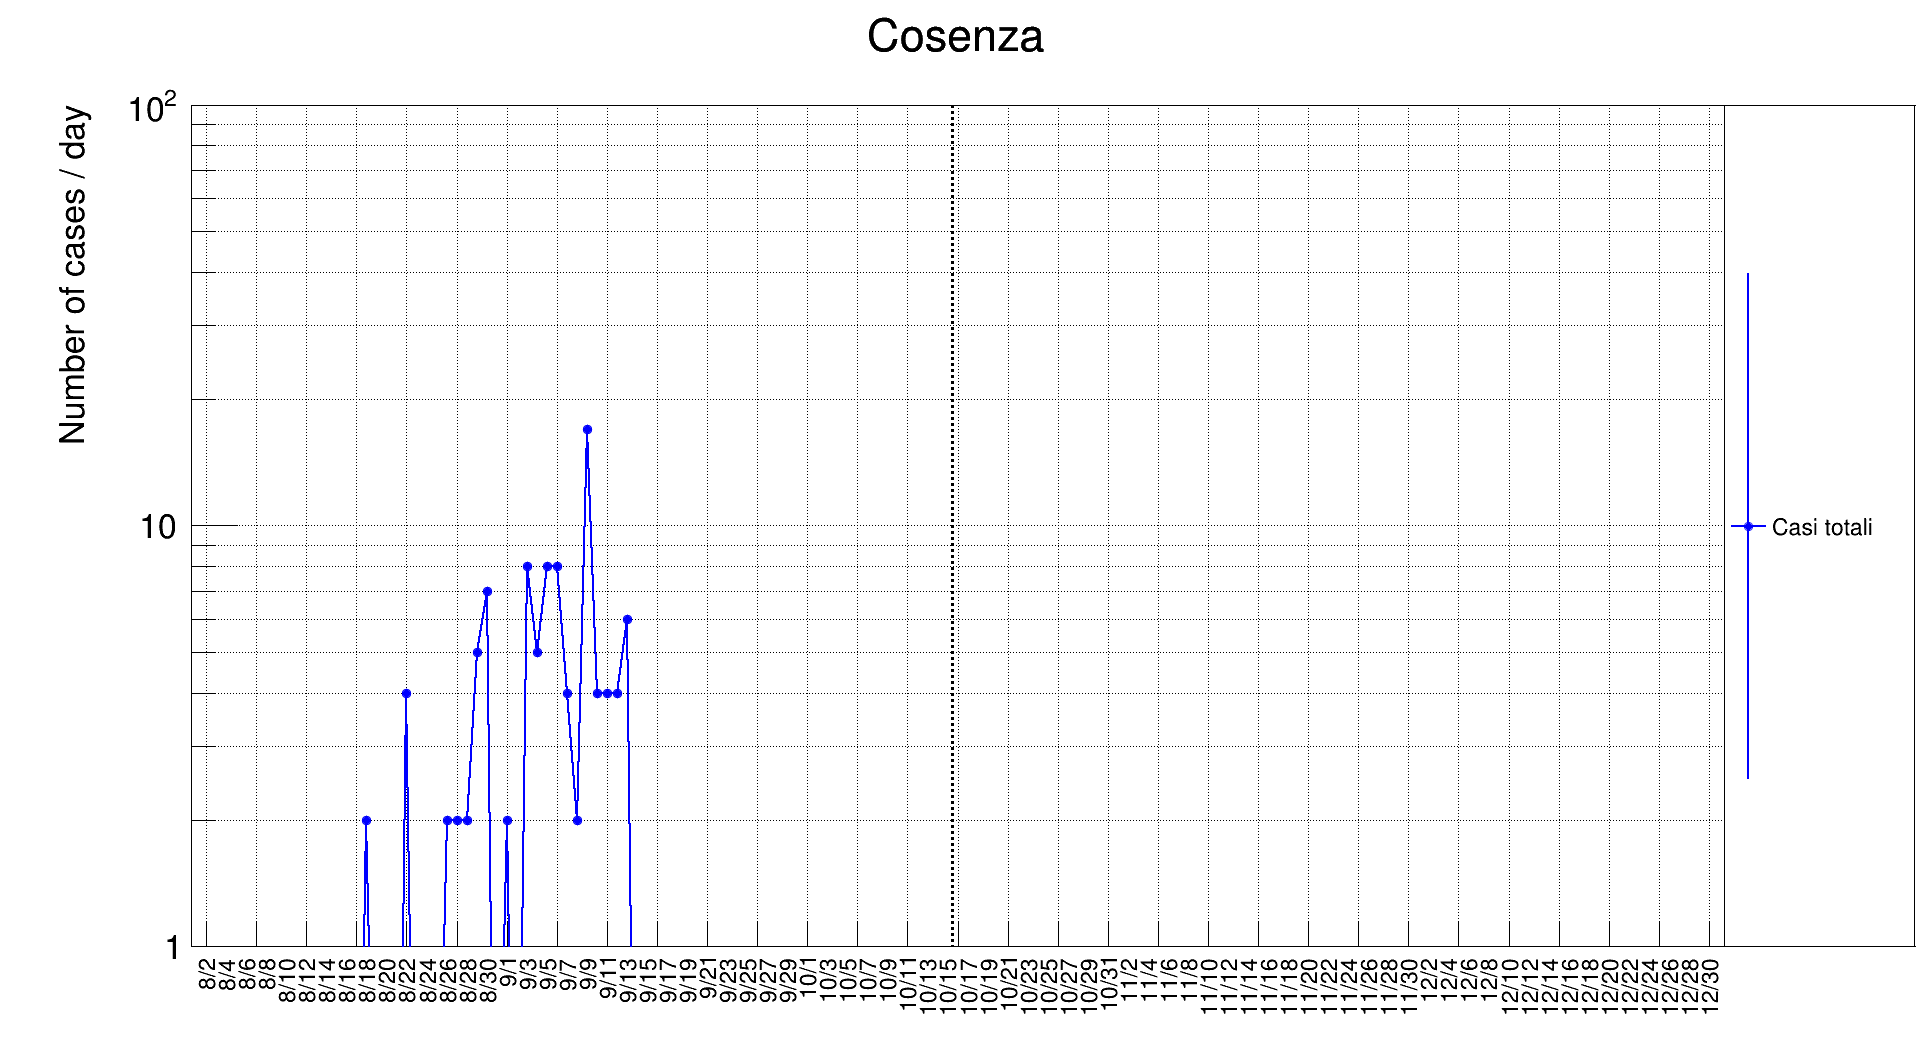 Cosenza
Number of cases / day
10²
10
1
8/2 8/4 8/6 8/8 8/10 8/12 8/14 8/16 8/18 8/20 8/22 8/24 8/26 8/28 8/30 9/1 9/3 9/5 9/7 9/9 9/11 9/13 9/15 9/17 9/19 9/21 9/23 9/25 9/27 9/29 10/1 10/3 10/5 10/7 10/9 10/11 10/13 10/15 10/17 10/19 10/21 10/23 10/25 10/27 10/29 10/31 11/2 11/4 11/6 11/8 11/10 11/12 11/14 11/16 11/18 11/20 11/22 11/24 11/26 11/28 11/30 12/2 12/4 12/6 12/8 12/10 12/12 12/14 12/16 12/18 12/20 12/22 12/24 12/26 12/28 12/30
Casi totali